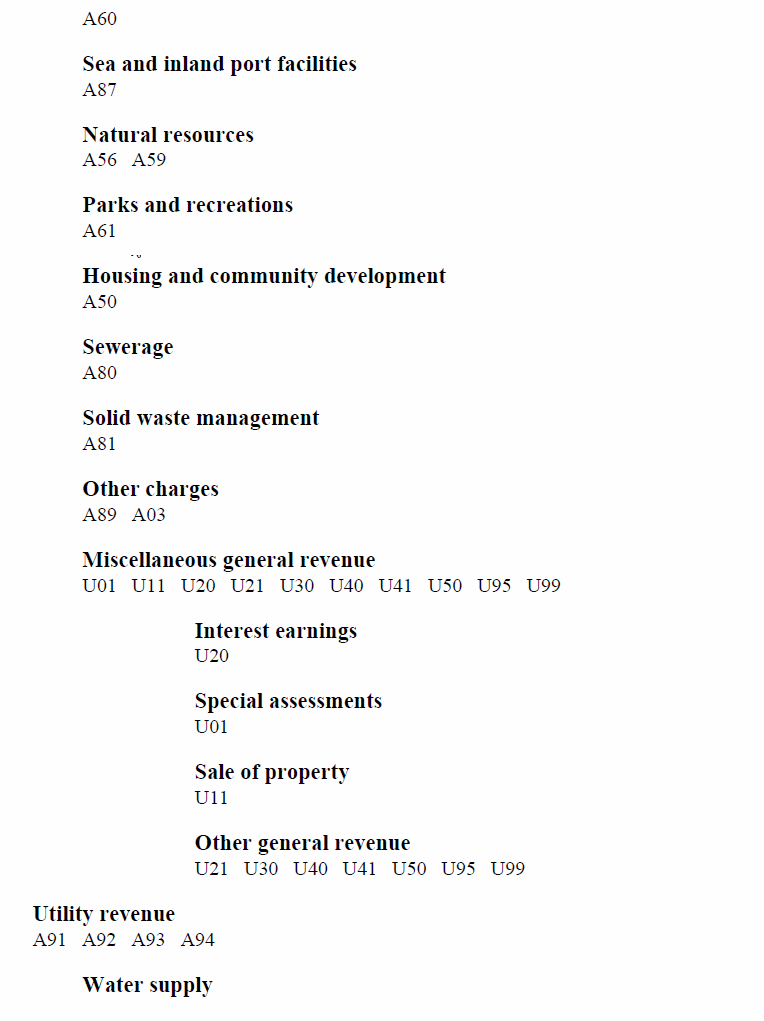 A60
Sea and inland port facilities
A87
Natural resources
A56 A59
Parks and recreations
A61
Housing and community development
A50
Sewerage
A80
Solid waste management
A81
Other charges
A89 A03
Miscellaneous general revenue
U01 U11 U20 U21 U30 U40 U41 U50 U95 U99
Interest earnings
U20
Special assessments
U01
Sale of property
U11
Other general revenue
U21 U30 U40 U41 U50 U95 U99
Utility revenue
A91 A92 A93 A94
Water supply